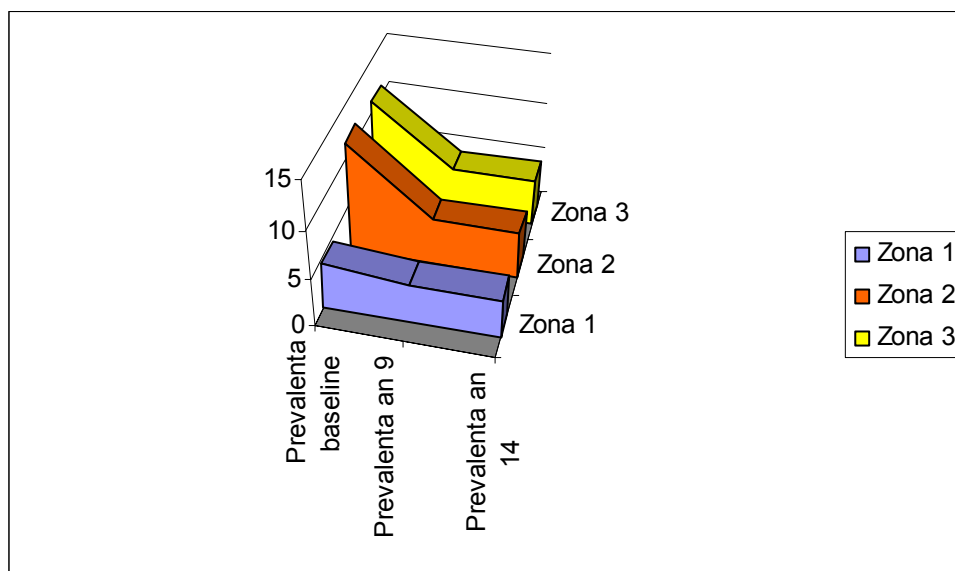 15
10
5
0
Zona 3
Zona 2
Zona 1
Prevalenta
baseline
Prevalenta an 9
Prevalenta an
14
Zona 1
Zona 2
Zona 3